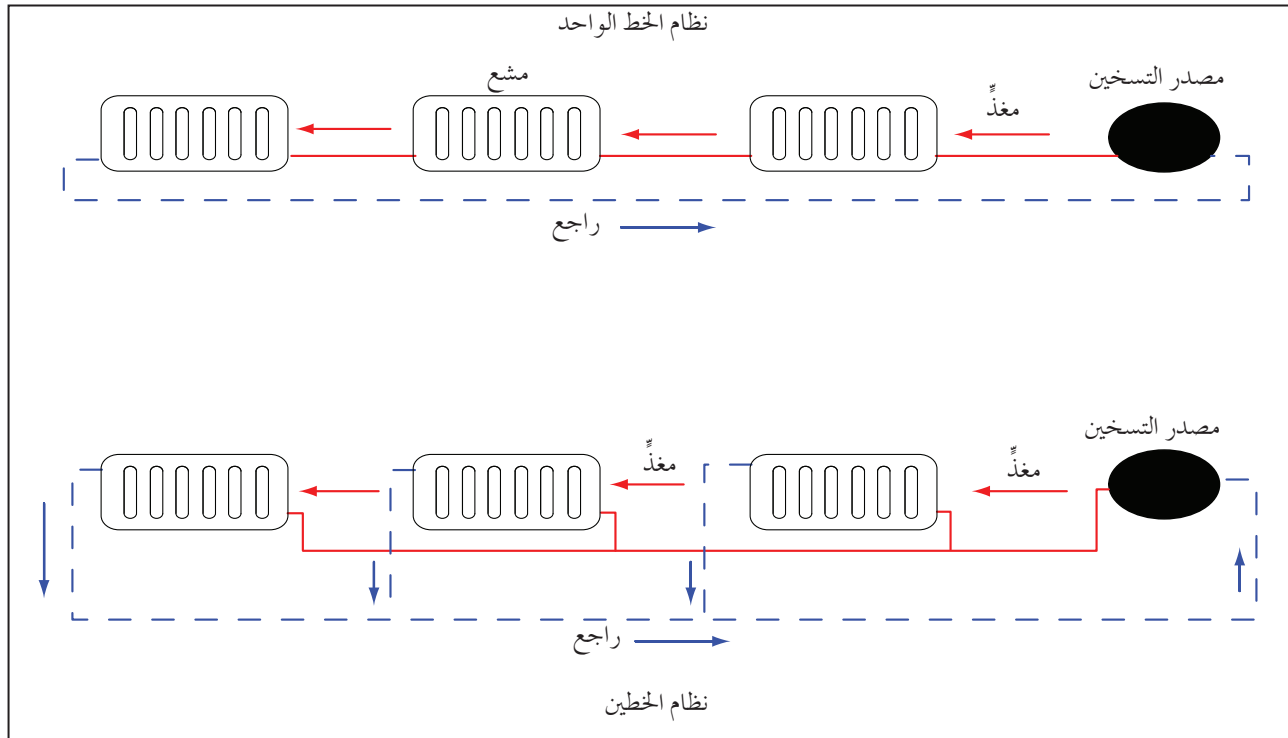 نظام الخط الواحد
مصدر التسخين
مشع
مغذٍّ
راجع
مصدر التسخين
مغذٍّ
مغذٍّ
راجع
نظام الخطين